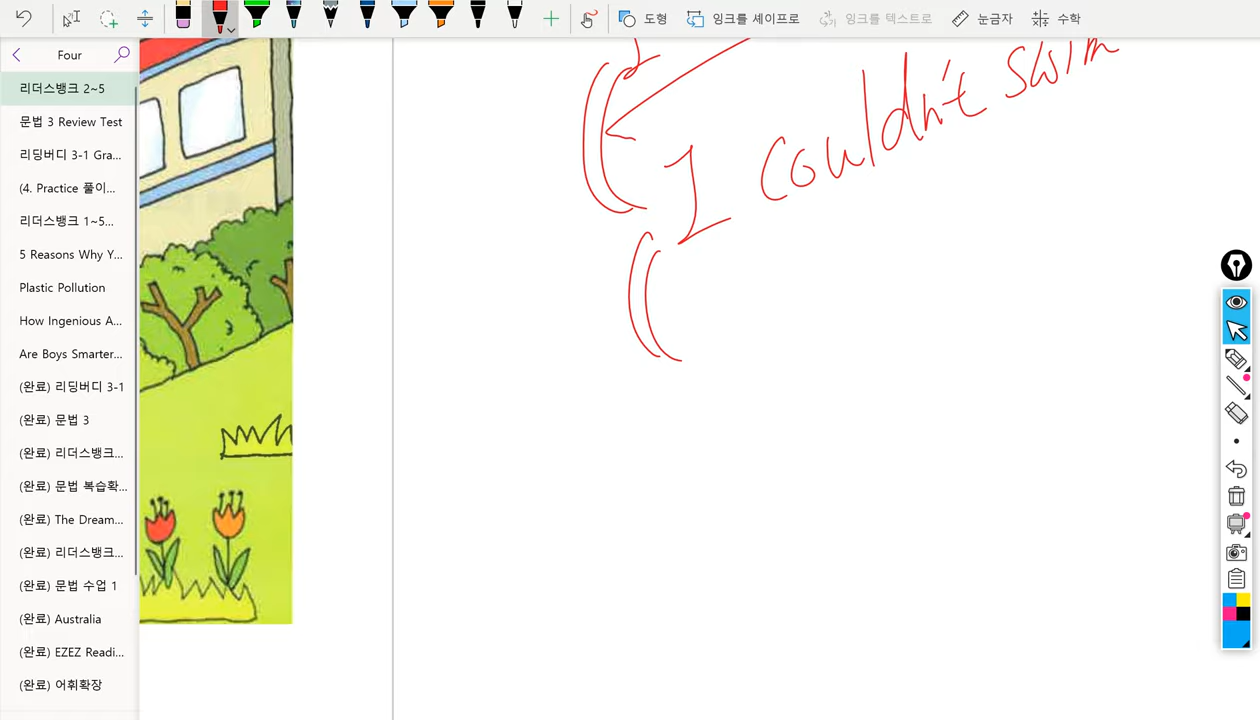 도형
잉크를 셰이프로
잉크를 텍스트로
눈금자
수학
Four
리더스뱅크 2~5
문법 3 Review Test
리딩버디 3-1 Gra...
(4. Practice 풀이...
리더스뱅크 1~5...
5 Reasons Why Y...
Plastic Pollution
How Ingenious A...
Are Boys Smarter...
(완료) 리딩버디 3-1
(완료) 문법 3
(완료) 리더스뱅크...
(완료) 문법 복습확...
(완료) The Dream...
(완료) 리더스뱅크...
(완료) 문법 수업 1
(완료) Australia
(완료) EZEZ Readi...
(완료) 어휘확장
I couldn't swim